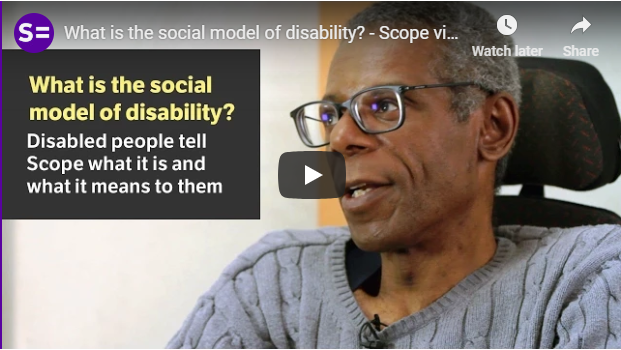 S=
What is the social model of disability? - Scope vi...
Watch later
Share
What is the social
model of disability?
Disabled people tell
Scope what it is and
what it means to them